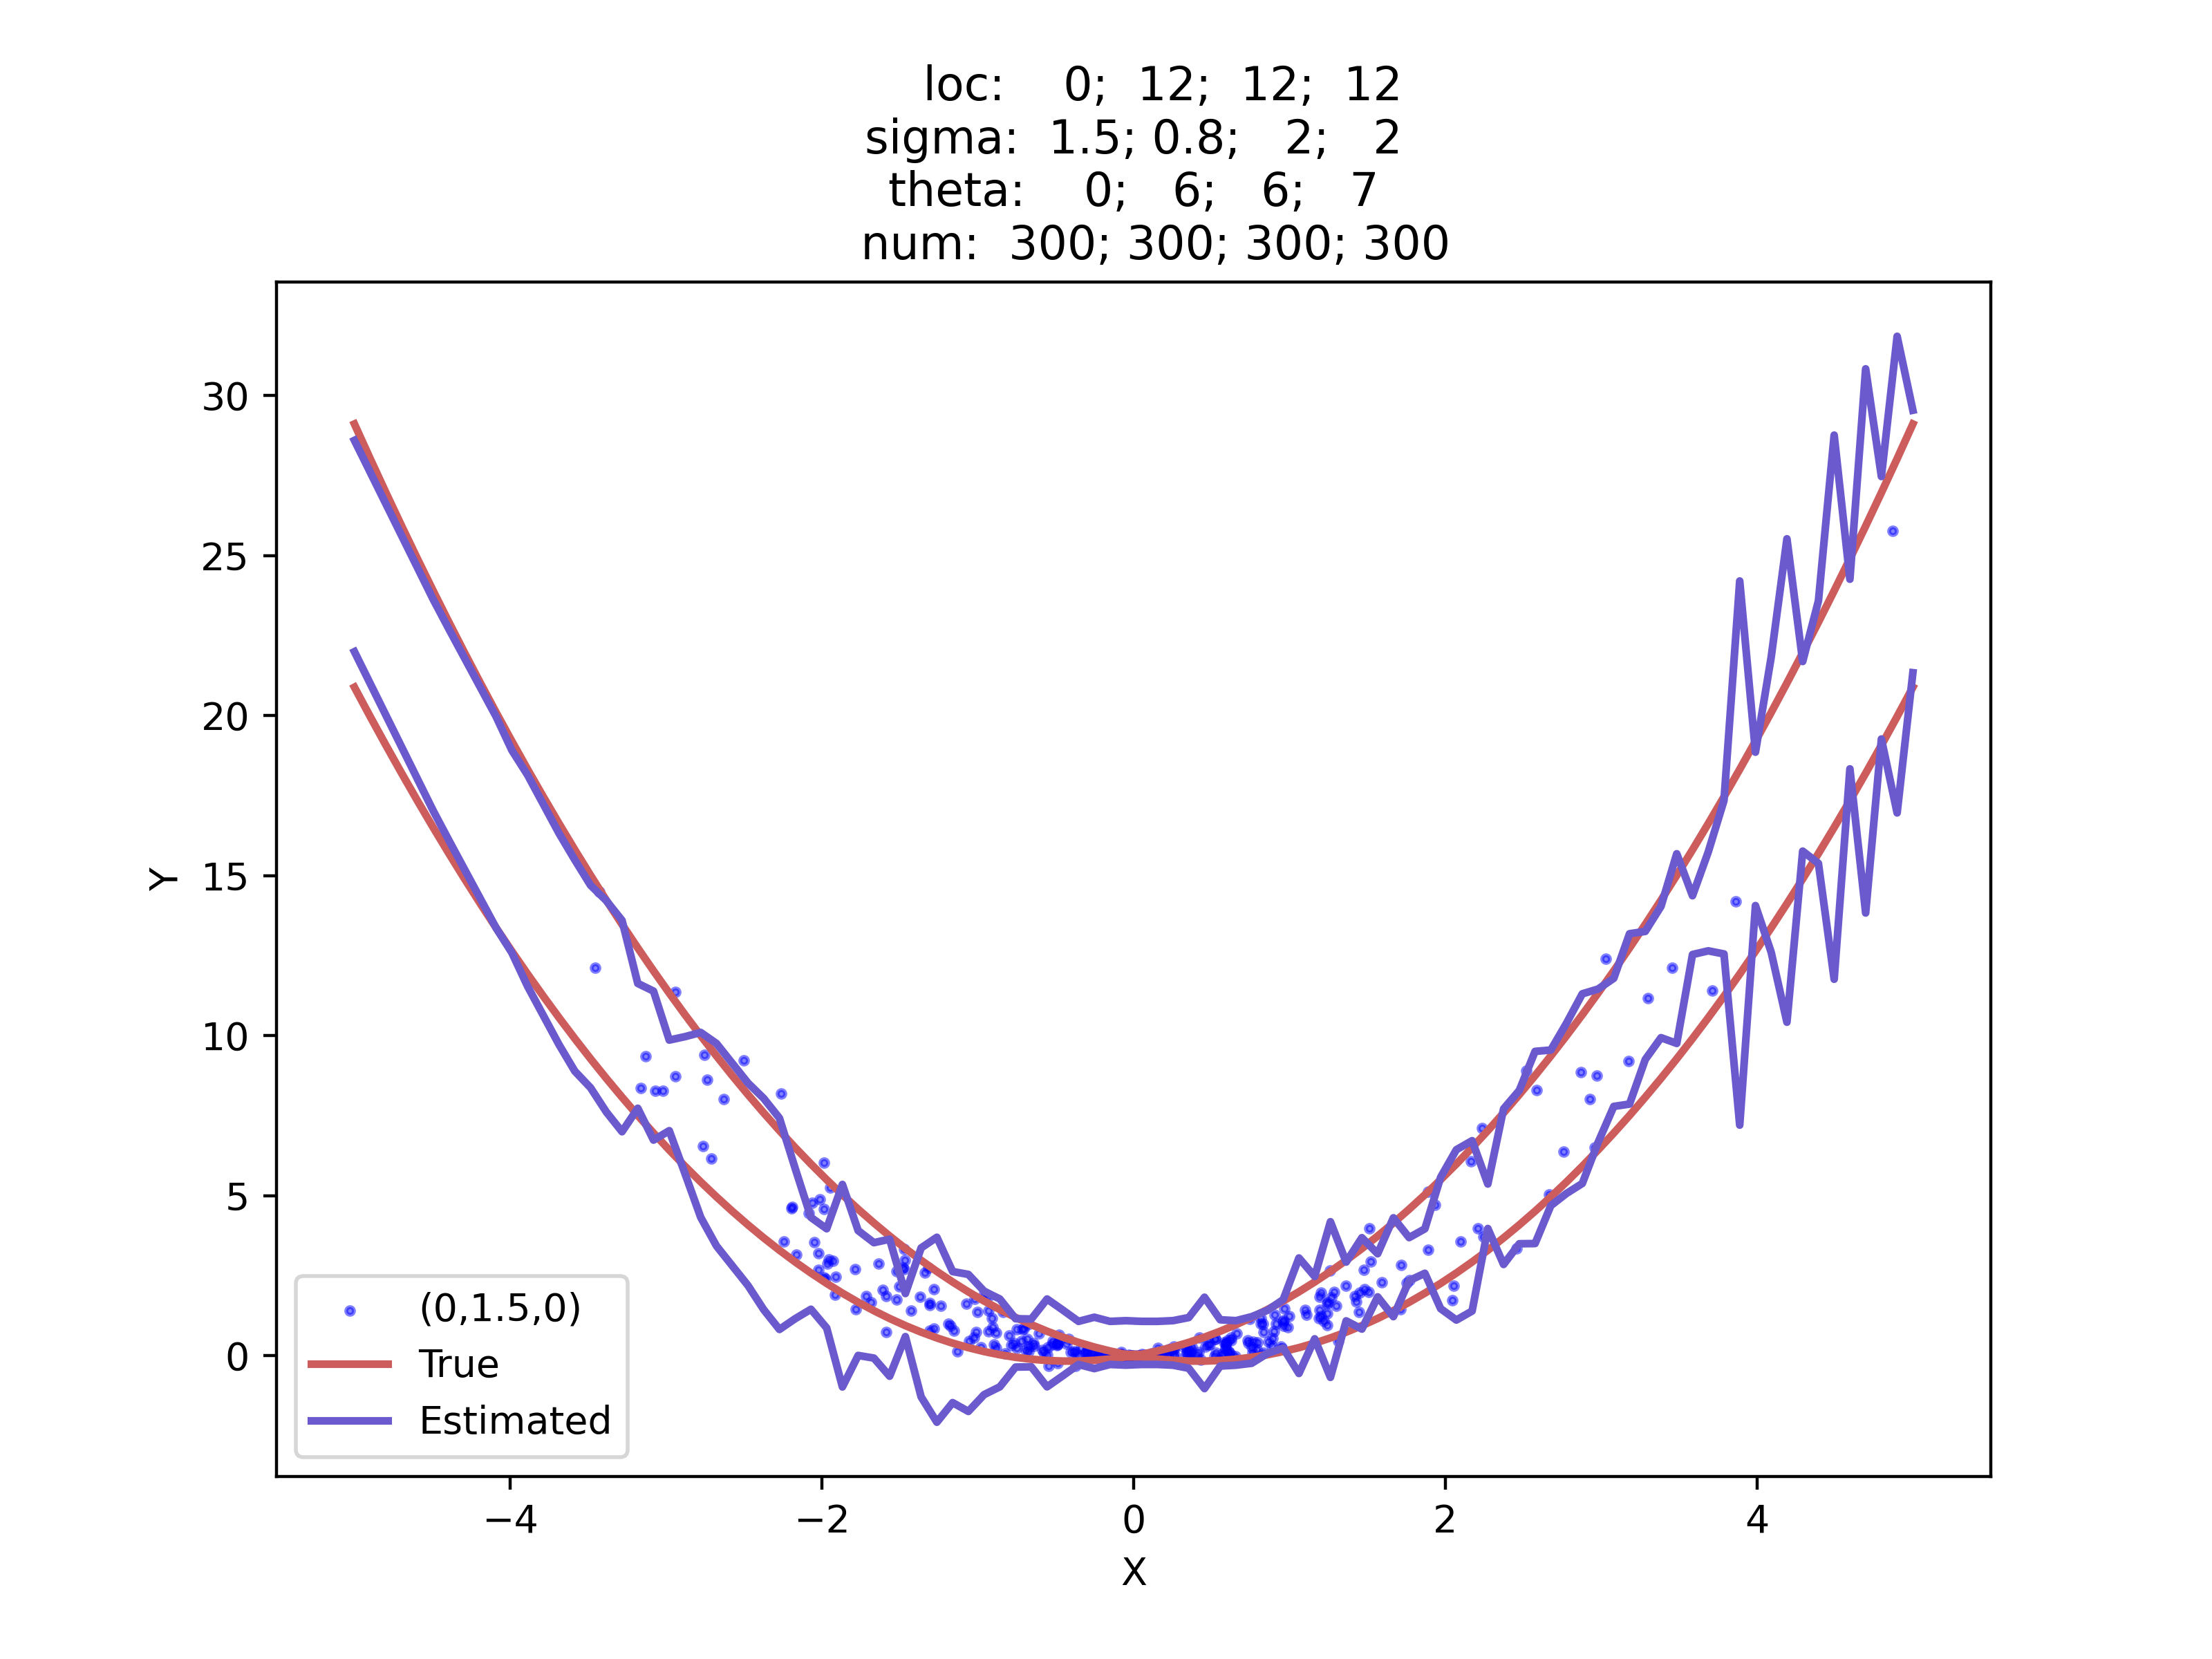 loc: 0; 12; 12; 12
sigma: 1.5; 0.8; 2; 2
theta: 0; 6; 6; 7
num: 300; 300; 300; 300
30
25
20
15
10
5
0
Y
(0,1.5,0)
True
Estimated
−4 −2 0 2 4
X